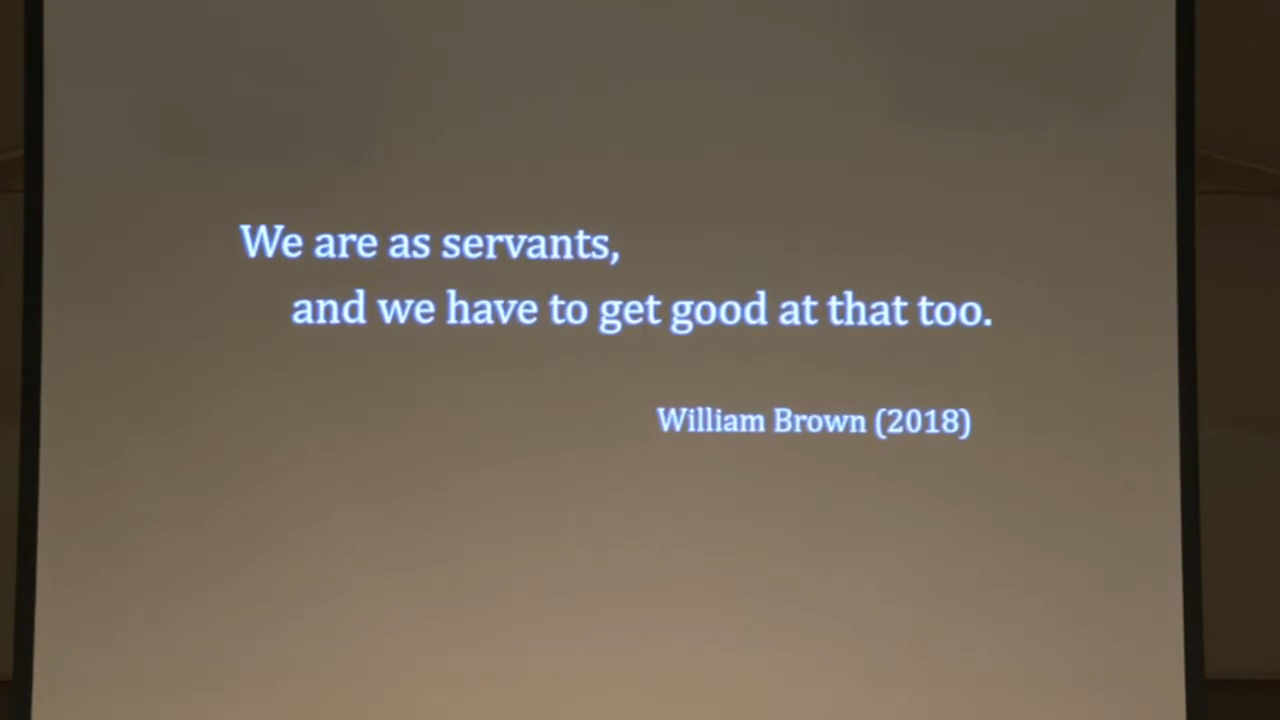 We are as servants,
and we have to get good at that too.
William Brown (2018)